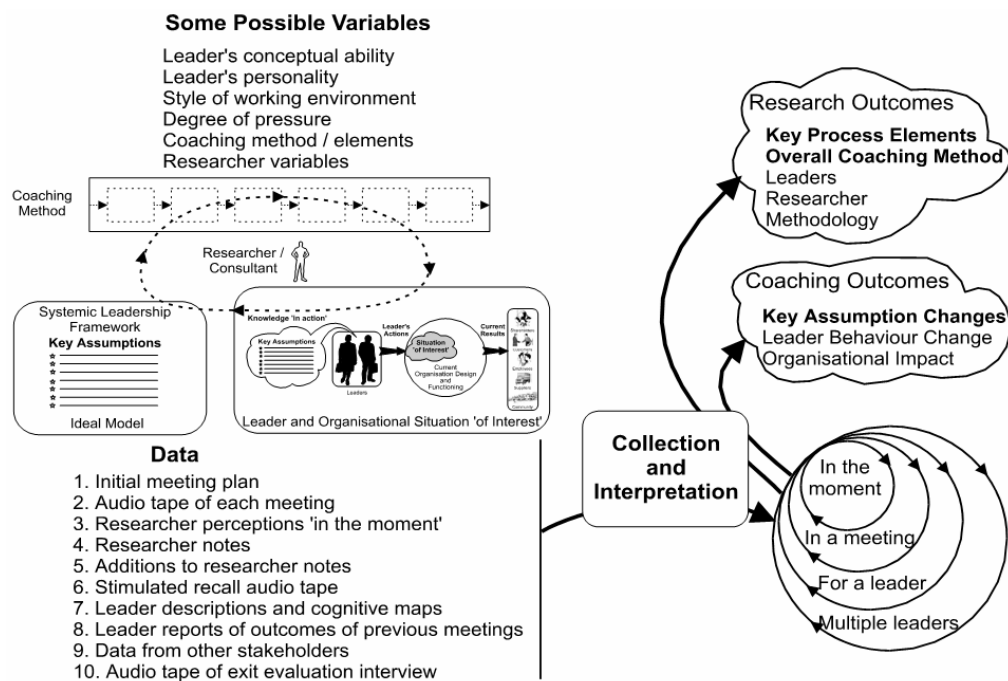 Some Possible Variables
Leader's conceptual ability
Leader's personality
Style of working environment
Degree of pressure
Coaching method / elements
Researcher variables
Coaching
Method
Researcher /
Consultant
Systemic Leadership
Framework
Key Assumptions
Ideal Model
Knowledge 'in action'
Key Assumptions
Leaders
Leader's
Actions
Situation
'of Interest'
Current
Organisation Design
and
Functioning
Current
Results
Customers
Employees
Suppliers
Community
Leader and Organisational Situation 'of Interest'
Data
1. Initial meeting plan
2. Audio tape of each meeting
3. Researcher perceptions 'in the moment'
4. Researcher notes
5. Additions to researcher notes
6. Stimulated recall audio tape
7. Leader descriptions and cognitive maps
8. Leader reports of outcomes of previous meetings
9. Data from other stakeholders
10. Audio tape of exit evaluation interview
Collection
and
Interpretation
Research Outcomes
Key Process Elements
Overall Coaching Method
Leaders
Researcher
Methodology
Coaching Outcomes
Key Assumption Changes
Leader Behaviour Change
Organisational Impact
In the
moment
In a meeting
For a leader
Multiple leaders